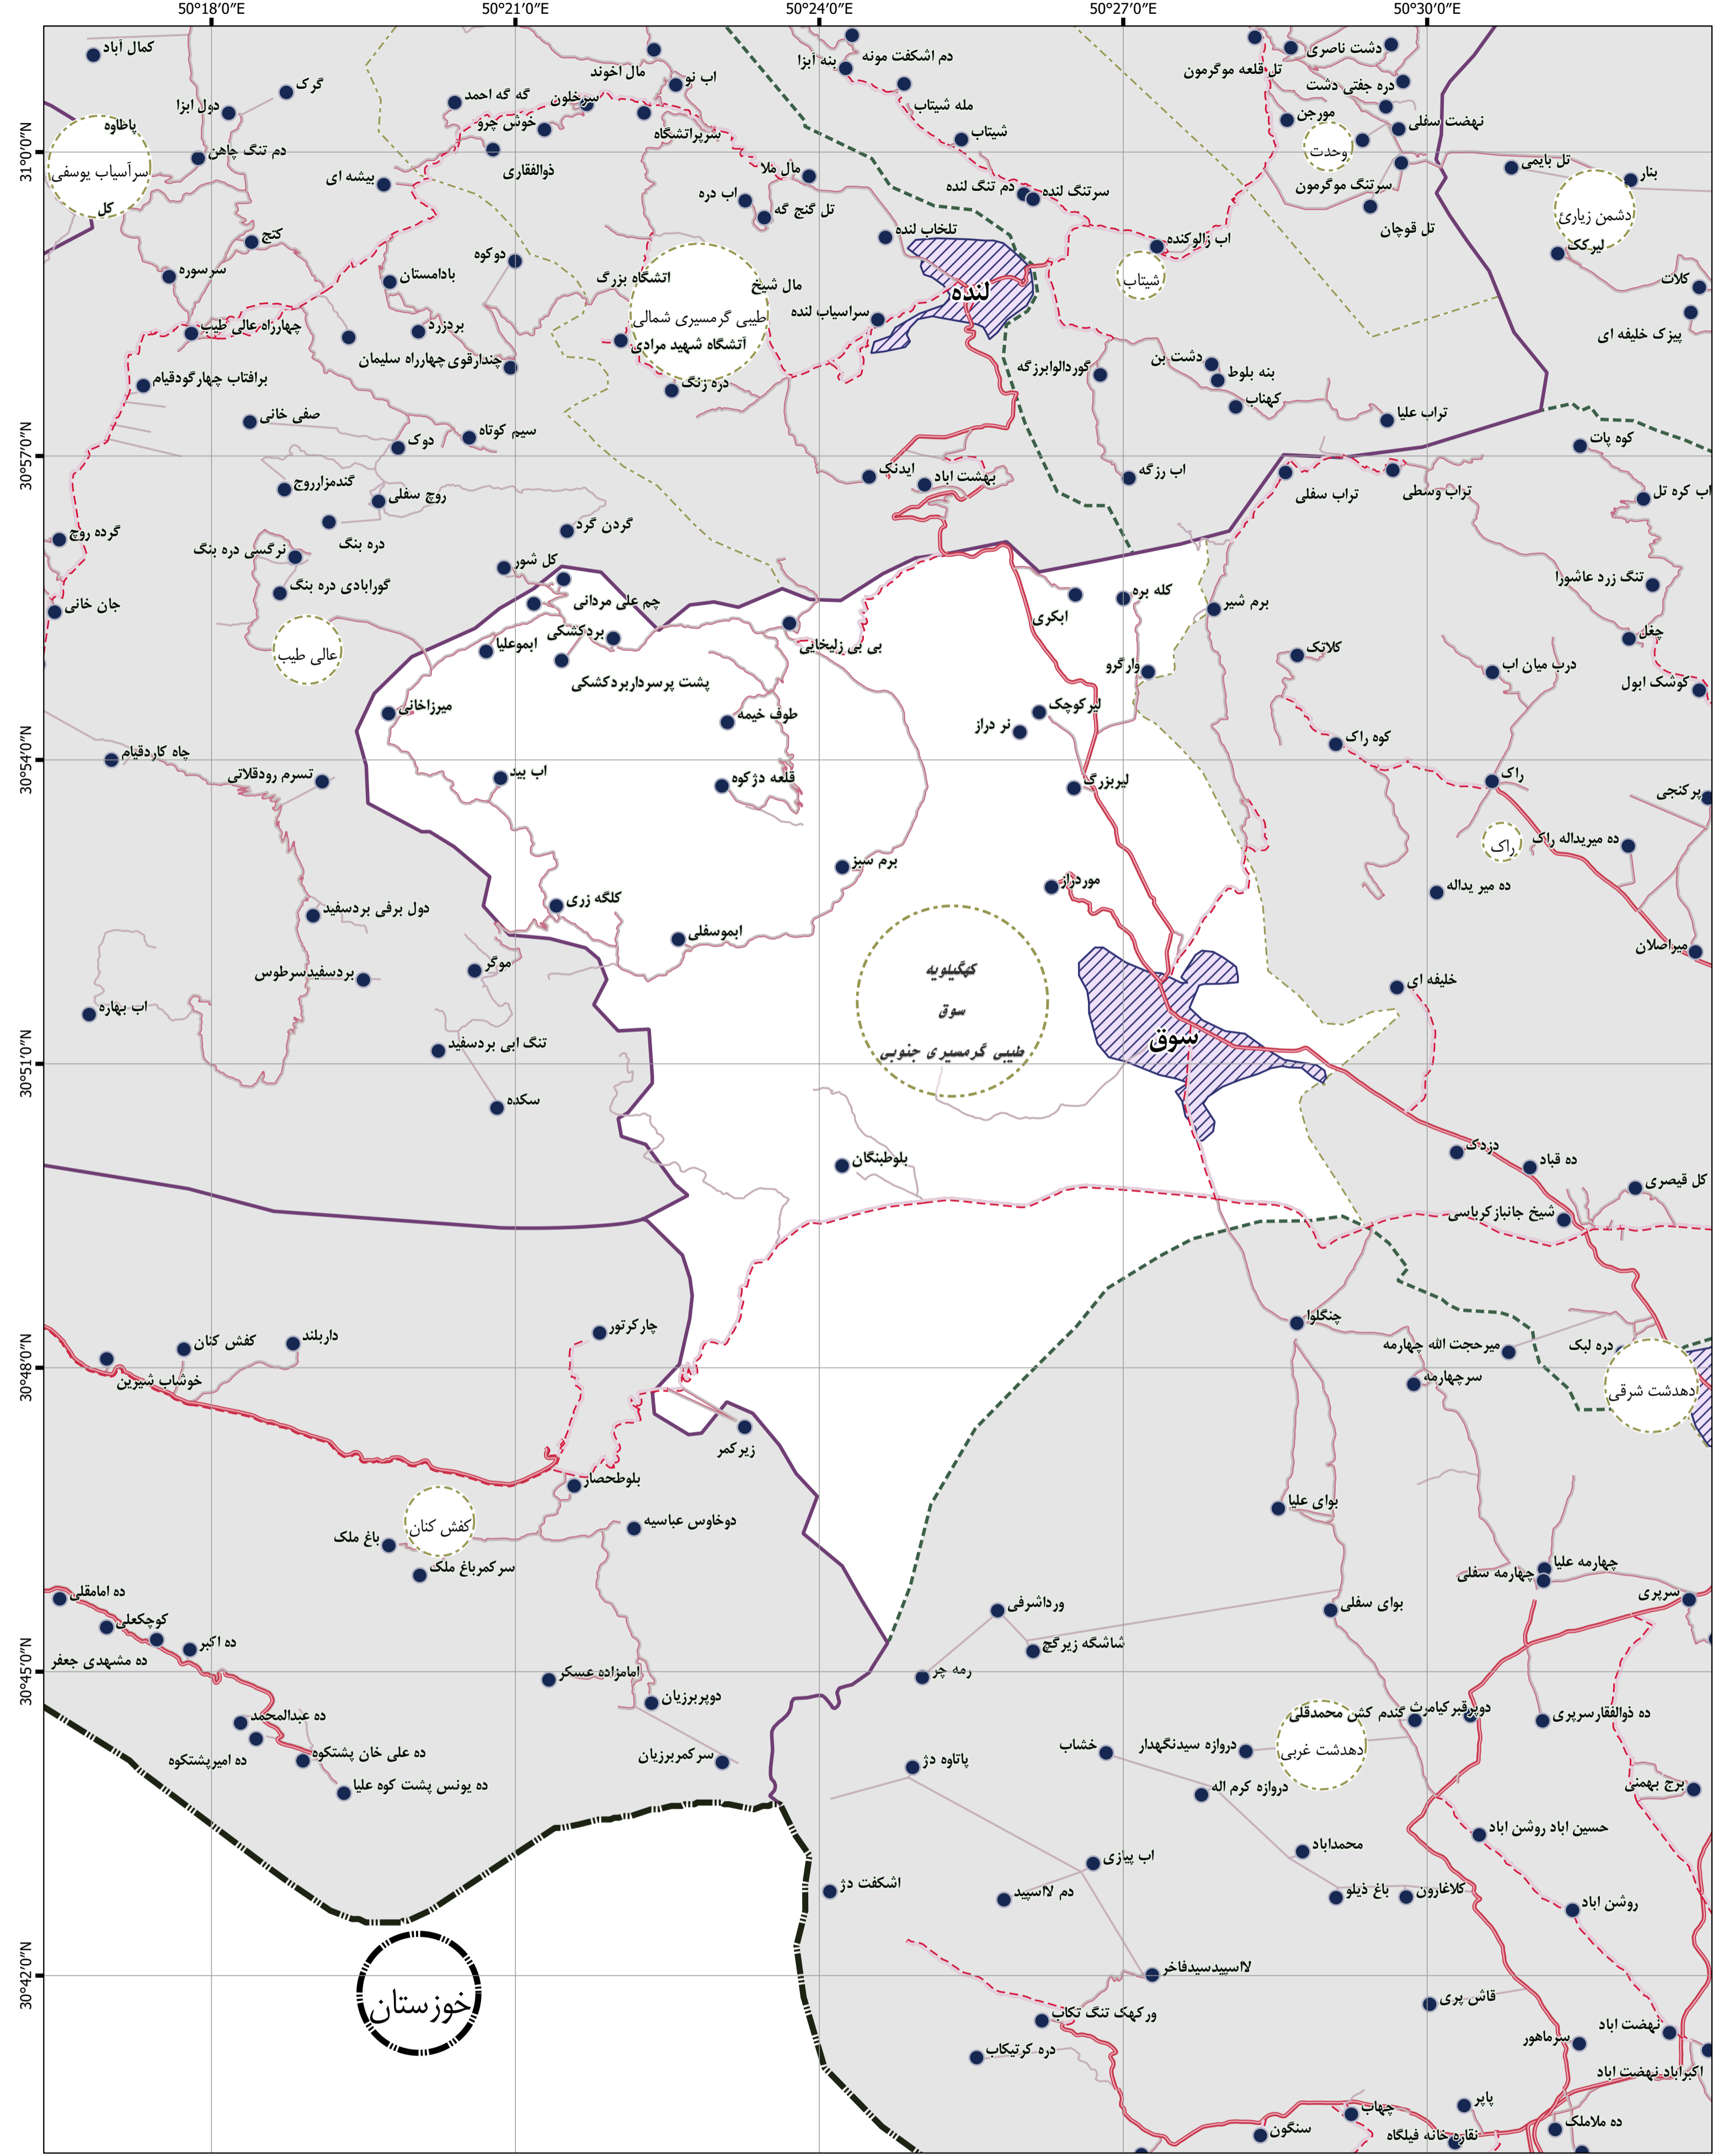 50°18'0"E
50°21'0"E
50°24'0"E
50°27'0"E
50°30'0"E
31°0'0"N
30°57'0"N
30°54'0"N
30°51'0"N
30°48'0"N
30°45'0"N
30°42'0"N
کمال آباد
گرک
دول ابزا
پاطاوه
سرآسیاب یوسفی
کل
دم تنگ چاهن
کتج
سرسوره
چهارراه عالی طیب
برافتاب چهارگودقیام
صفی خانی
دوک
سیم کوتاه
گندمزارروچ
روچ سفلی
دره بنگ
گرده روچ
نرگسی دره بنگ
گورابادی دره بنگ
جان خانی
عالی طیب
مال اخوند
اب نو
گه گه احمد
سرخلون
خوش چرو
سرپراتشگاه
ذوالفقاری
بیشه ای
بادامستان
دوکوه
بردزرد
چندارقوی چهارراه سلیمان
بنه آبزا
دم اشکفت مونه
مله شیتاب
شیتاب
مال ملا
اب دره
تل گنج گه
دم تنگ لنده
سرتنگ لنده
تلخاب لنده
اتشگاه بزرگ
مال شیخ
طیبی گرمسیری شمالی
آتشگاه شهید مرادی
دره زنگ
سراسیاب لنده
لنده
دشت ناصری
تل قلعه موگرمون
دره جفتی دشت
مورجن
نهضت سفلی
وحدت
سرتنگ موگرمون
تل قوچان
تل بایمی
بنار
دشمن زیاری
لیرکک
کلات
پیزک خلیفه ای
اب زالوکنده
شیتاب
گوردالوابرزگه
دشت بن
بنه بلوط
کهناب
تراب علیا
کوه پات
ایدنک
بهشت اباد
اب رزگه
تراب سفلی
تراب وسطی
اب کره تل
گردن گرد
کل شور
چم علی مردانی
بردکشکی
ابموعلیا
پشت پرسرداربردکشکی
بی بی زلیخایی
ابکری
کله بره
برم شیر
تنگ زرد عاشورا
چغل
کوشک ابول
کلاتک
درب میان اب
وارگرو
میرزاخانی
طوف خیمه
لیرکوچک
نر دراز
کوه راک
راک
پرکنجی
چاه کاردقیام
تسرم رودقلاتی
اب بید
قلعه دژکوه
لیربزرگ
راک
ده میریداله راک
ده میر یداله
دول برفی بردسفید
کلگه زری
برم سبز
موردراز
ابموسفلی
میراصلان
بردسفیدسرطوس
موگر
اب بهاره
تنگ ابی بردسفید
سکده
کهگیلویه
سوق
طیبی گرمسیری جنوبی
سوق
خلیفه ای
بلوطبنگان
دزدک
ده قباد
کل قیصری
شیخ جانبازکرباسی
چنگلوا
میرحجت الله چهارمه
دره لبک
سرچهارمه
دهدشت شرقی
کفش کنان
داربلند
خوشاب شیرین
چارکرتور
زیرکمر
بلوطحصار
کفش کنان
دوخاوس عباسیه
باغ ملک
سرکمرباغ ملک
بوای علیا
چهارمه علیا
چهارمه سفلی
بوای سفلی
سرپری
ده امامقلی
کوچکعلی
ده اکبر
ده مشهدی جعفر
ده عبدالمحمد
ده امیرپشتکوه
ده علی خان پشتکوه
ده یونس پشت کوه علیا
امامزاده عسکر
دوپربرزیان
سرکمربرزیان
ورداشرفی
شاشگه زیرگچ
رمه چر
گندم کش محمدقلی
دوپرقبرکیامرث
ده ذوالفقارسرپری
دهدشت غربی
دروازه سیدنگهدار
خشاب
پاتاوه دژ
دروازه کرم اله
برج بهمنی
حسین اباد روشن اباد
محمداباد
اب پیازی
اشکفت دژ
دم لااسپید
باغ ذیلو
کلاغارون
روشن اباد
خوزستان
لااسپیدسیدفاخر
قاش پری
ورکهک تنگ تکاب
نهضت اباد
سرماهور
دره کرتیکاب
اکبراباد نهضت اباد
چهاب
پاپر
سنگون
نقاره خانه فیلگاه
ده ملاملک